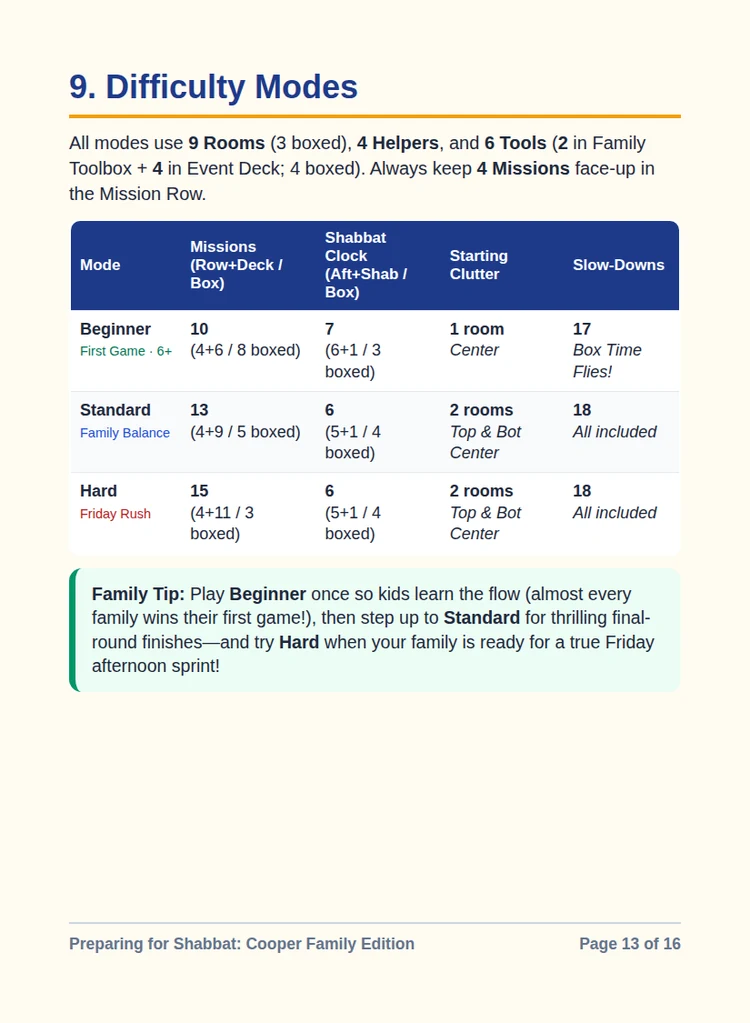 9. Difficulty Modes
All modes use 9 Rooms (3 boxed), 4 Helpers, and 6 Tools (2 in Family
Toolbox + 4 in Event Deck; 4 boxed). Always keep 4 Missions face-up in
the Mission Row.
Mode
Missions
(Row+Deck /
Box)
Shabbat
Clock
(Aft+Shab /
Box)
Starting
Clutter
Slow-Downs
Beginner
First Game · 6+
10
(4+6 / 8 boxed)
7
(6+1 / 3
boxed)
1 room
Center
17
Box Time
Flies!
Standard
Family Balance
13
(4+9 / 5 boxed)
6
(5+1 / 4
boxed)
2 rooms
Top & Bot
Center
18
All included
Hard
Friday Rush
15
(4+11 / 3
boxed)
6
(5+1 / 4
boxed)
2 rooms
Top & Bot
Center
18
All included
Family Tip: Play Beginner once so kids learn the flow (almost every
family wins their first game!), then step up to Standard for thrilling final-
round finishes—and try Hard when your family is ready for a true Friday
afternoon sprint!
Preparing for Shabbat: Cooper Family Edition
Page 13 of 16